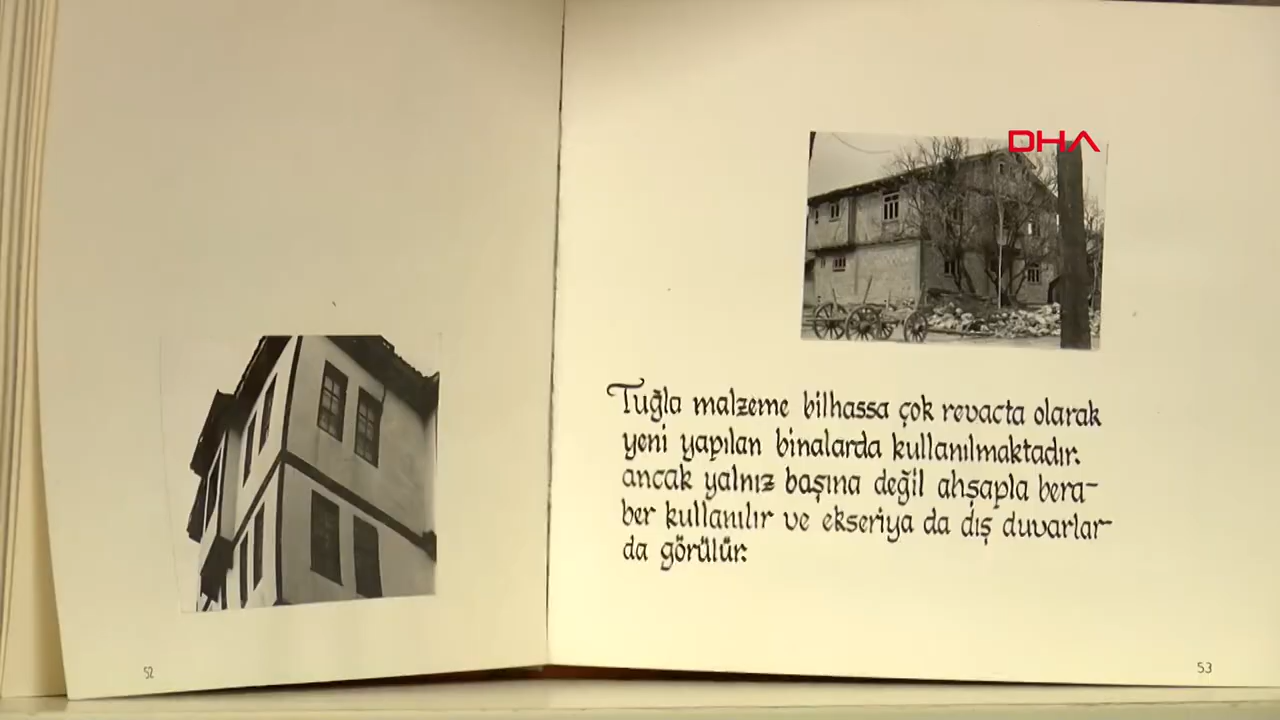 DHA
Tuğla malzeme bilhassa çok revacta olarak
yeni yapılan binalarda kullanılmaktadır.
ancak yalnız başına değil ahşapla bera-
ber kullanılır ve ekseriya da dış duvarlar-
da görülür.
52
53